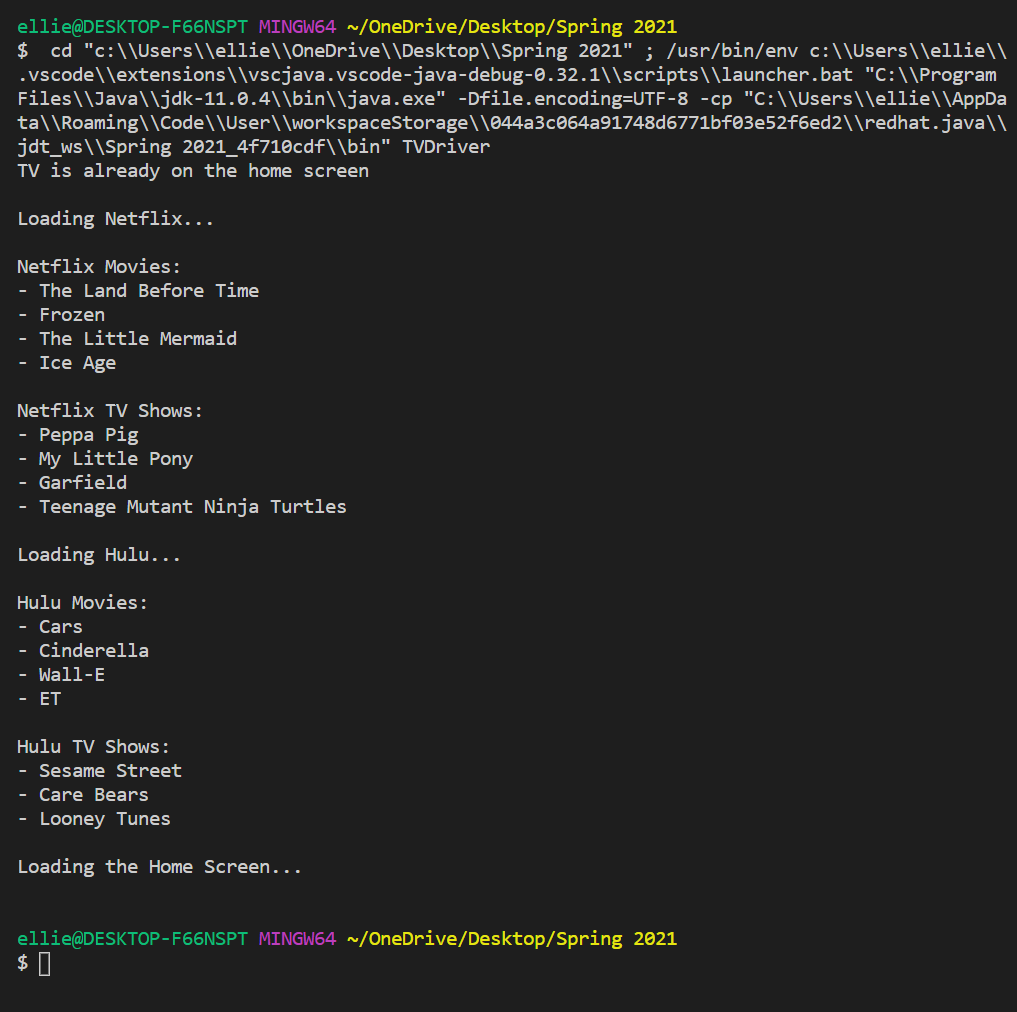 ellie@DESKTOP-F66NSPT MINGW64 ~/OneDrive/Desktop/Spring 2021
$  cd "c:\\Users\\ellie\\OneDrive\\Desktop\\Spring 2021" ; /usr/bin/env c:\\Users\\ellie\\
.vscode\\extensions\\vscjava.vscode-java-debug-0.32.1\\scripts\\launcher.bat "C:\\Program
Files\\Java\\jdk-11.0.4\\bin\\java.exe" -Dfile.encoding=UTF-8 -cp "C:\\Users\\ellie\\AppDa
ta\\Roaming\\Code\\User\\workspaceStorage\\044a3c064a91748d6771bf03e52f6ed2\\redhat.java\\
jdt_ws\\Spring 2021_4f710cdf\\bin" TVDriver
TV is already on the home screen

Loading Netflix...

Netflix Movies:
- The Land Before Time
- Frozen
- The Little Mermaid
- Ice Age

Netflix TV Shows:
- Peppa Pig
- My Little Pony
- Garfield
- Teenage Mutant Ninja Turtles

Loading Hulu...

Hulu Movies:
- Cars
- Cinderella
- Wall-E
- ET

Hulu TV Shows:
- Sesame Street
- Care Bears
- Looney Tunes

Loading the Home Screen...

ellie@DESKTOP-F66NSPT MINGW64 ~/OneDrive/Desktop/Spring 2021
$